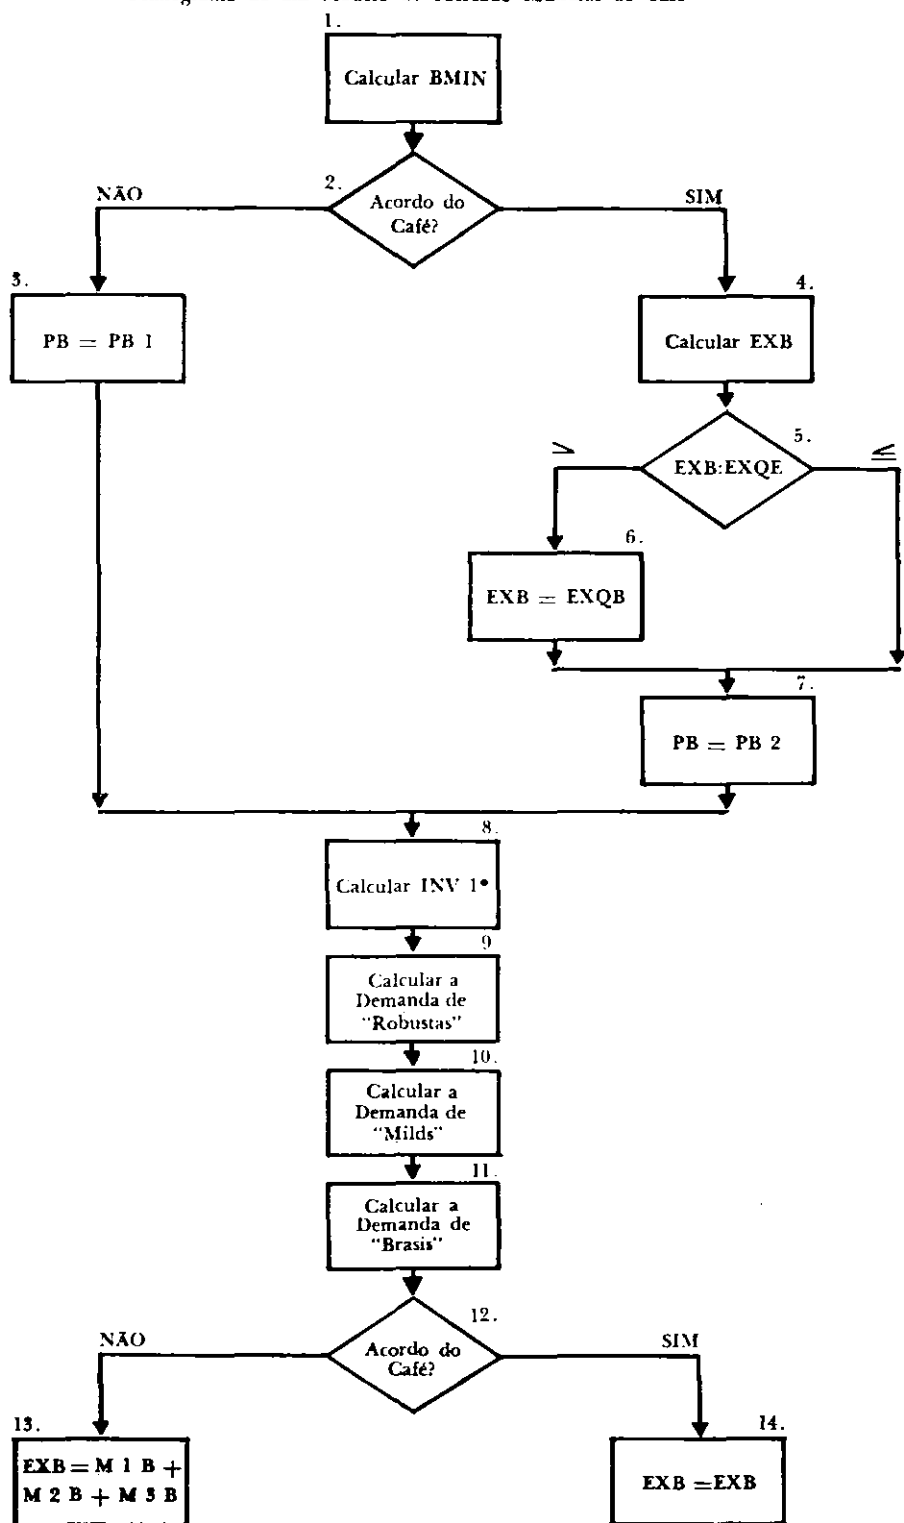 1.
Calcular BMIN
2.
Acordo do
Café?
NÃO
SIM
3.
PB = PB 1
4.
Calcular EXB
5.
EXB:EXQE
>
≤
6.
EXB = EXQB
7.
PB = PB 2
8.
Calcular INV 1•
9
Calcular a
Demanda de
"Robustas"
10.
Calcular a
Demanda de
"Milds"
11.
Calcular a
Demanda de
"Brasis"
12.
Acordo do
Café?
NÃO
SIM
13.
EXB = M 1 B +
M 2 B + M 3 B
14.
EXB =EXB